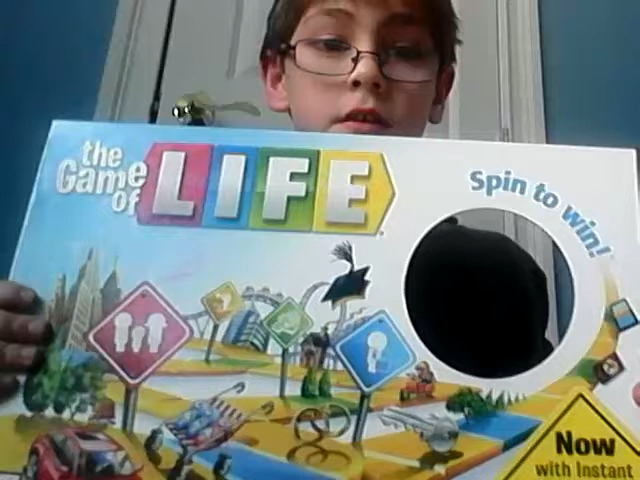 the
Game
of
LIFE
Spin to win!
Now
with Instant